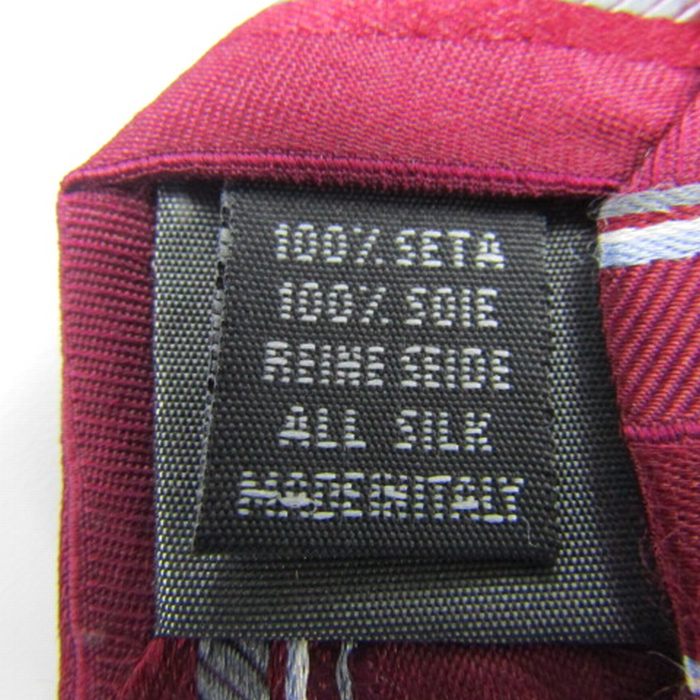 100% SETA
100% SOIE
REINE SEIDE
ALL SILK
MADE IN ITALY